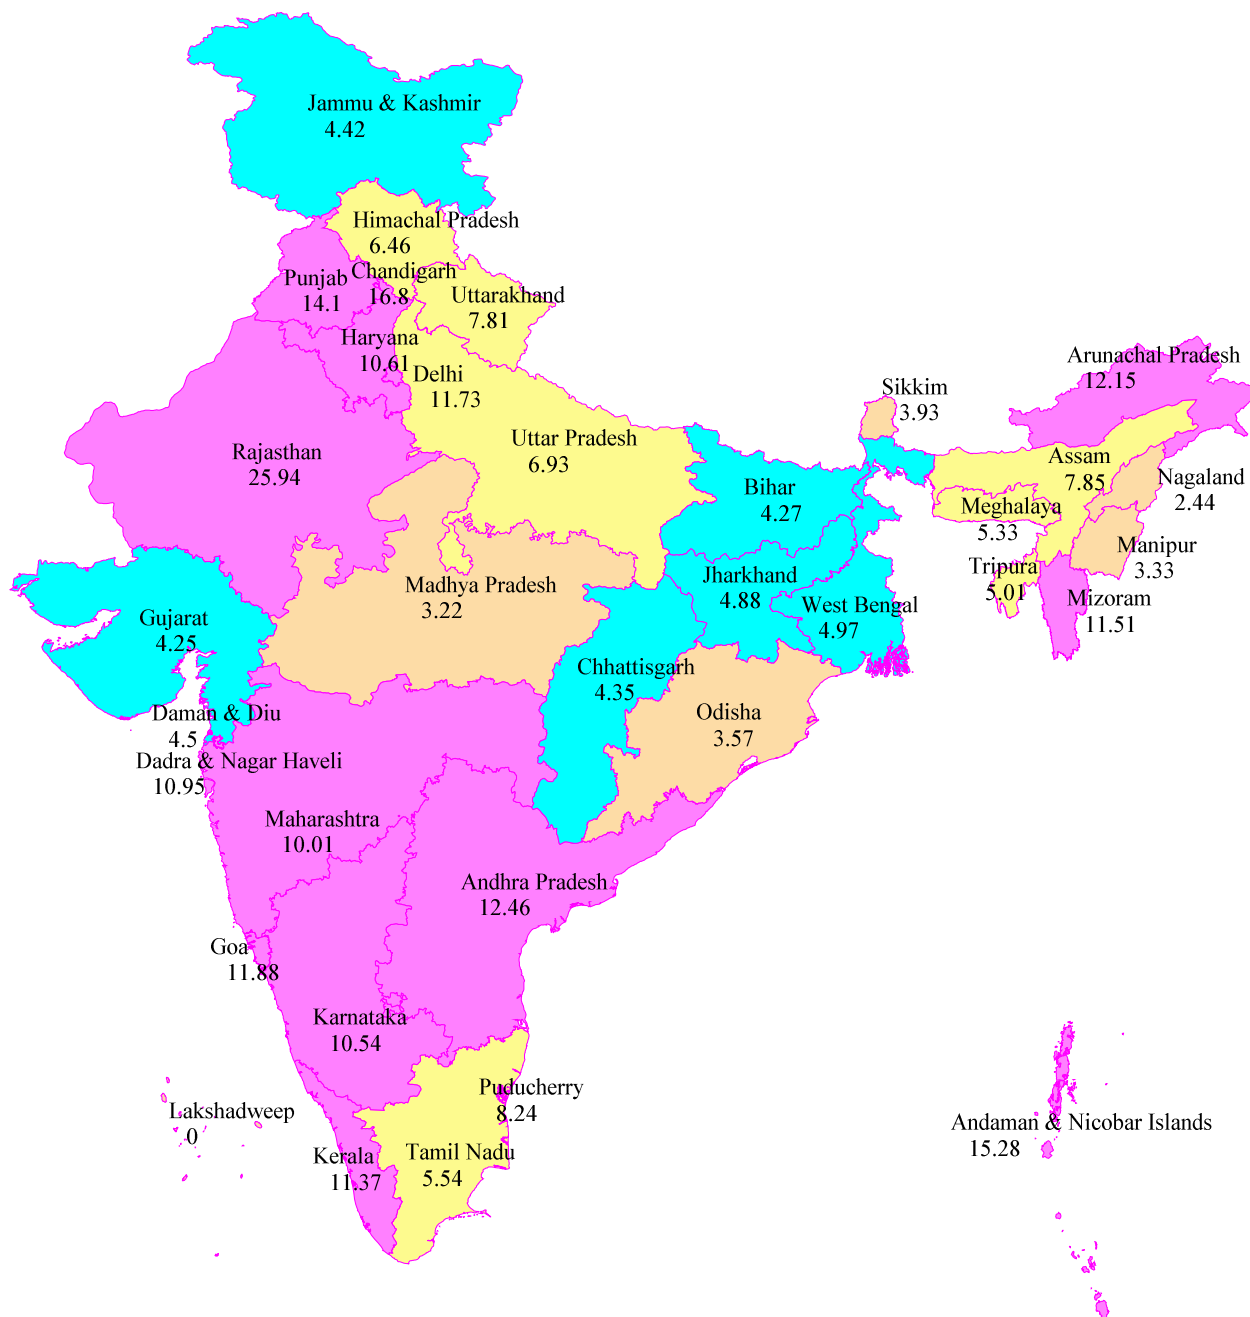 Jammu & Kashmir
4.42
Himachal Pradesh
6.46
Chandigarh
16.8
Punjab
14.1
Uttarakhand
7.81
Haryana
10.61
Delhi
11.73
Arunachal Pradesh
12.15
Sikkim
3.93
Uttar Pradesh
6.93
Rajasthan
25.94
Assam
7.85
Nagaland
2.44
Bihar
4.27
Meghalaya
5.33
Manipur
3.33
Tripura
5.01
Jharkhand
4.88
Madhya Pradesh
3.22
Mizoram
11.51
West Bengal
4.97
Gujarat
4.25
Chhattisgarh
4.35
Daman & Diu
4.5
Odisha
3.57
Dadra & Nagar Haveli
10.95
Maharashtra
10.01
Andhra Pradesh
12.46
Goa
11.88
Karnataka
10.54
Puducherry
8.24
Lakshadweep
0
Andaman & Nicobar Islands
15.28
Kerala
11.37
Tamil Nadu
5.54